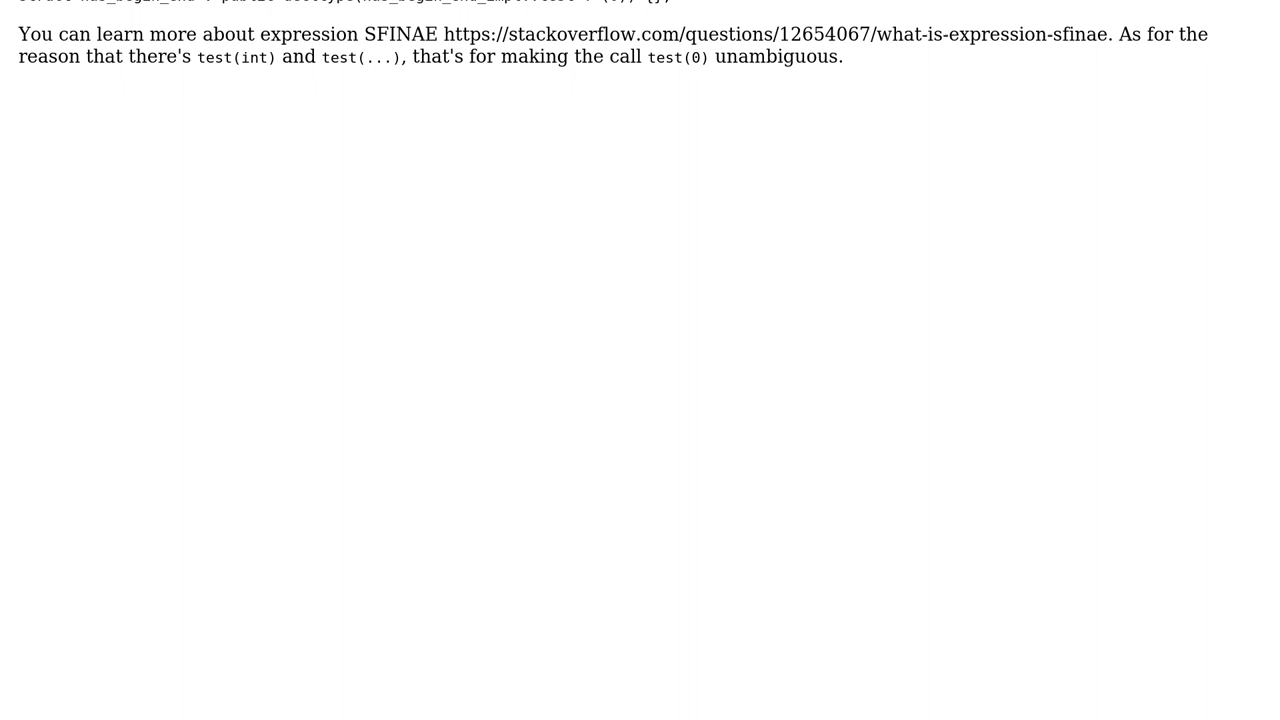 You can learn more about expression SFINAE https://stackoverflow.com/questions/12654067/what-is-expression-sfinae. As for the
reason that there's test(int) and test(...), that's for making the call test(0) unambiguous.